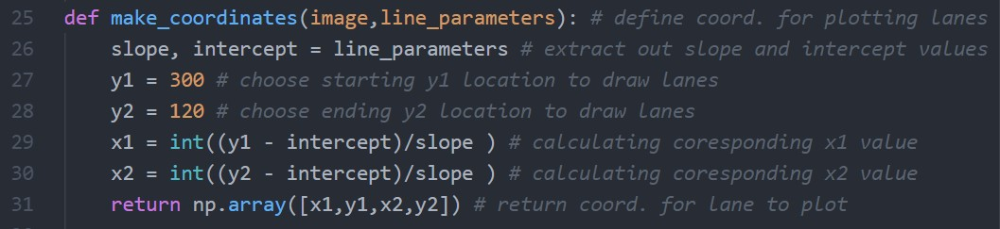 25 def make_coordinates(image,line_parameters): # define coord. for plotting lanes
26     slope, intercept = line_parameters # extract out slope and intercept values
27     y1 = 300 # choose starting y1 location to draw lanes
28     y2 = 120 # choose ending y2 location to draw lanes
29     x1 = int((y1 - intercept)/slope ) # calculating coresponding x1 value
30     x2 = int((y2 - intercept)/slope ) # calculating coresponding x2 value
31     return np.array([x1,y1,x2,y2]) # return coord. for lane to plot